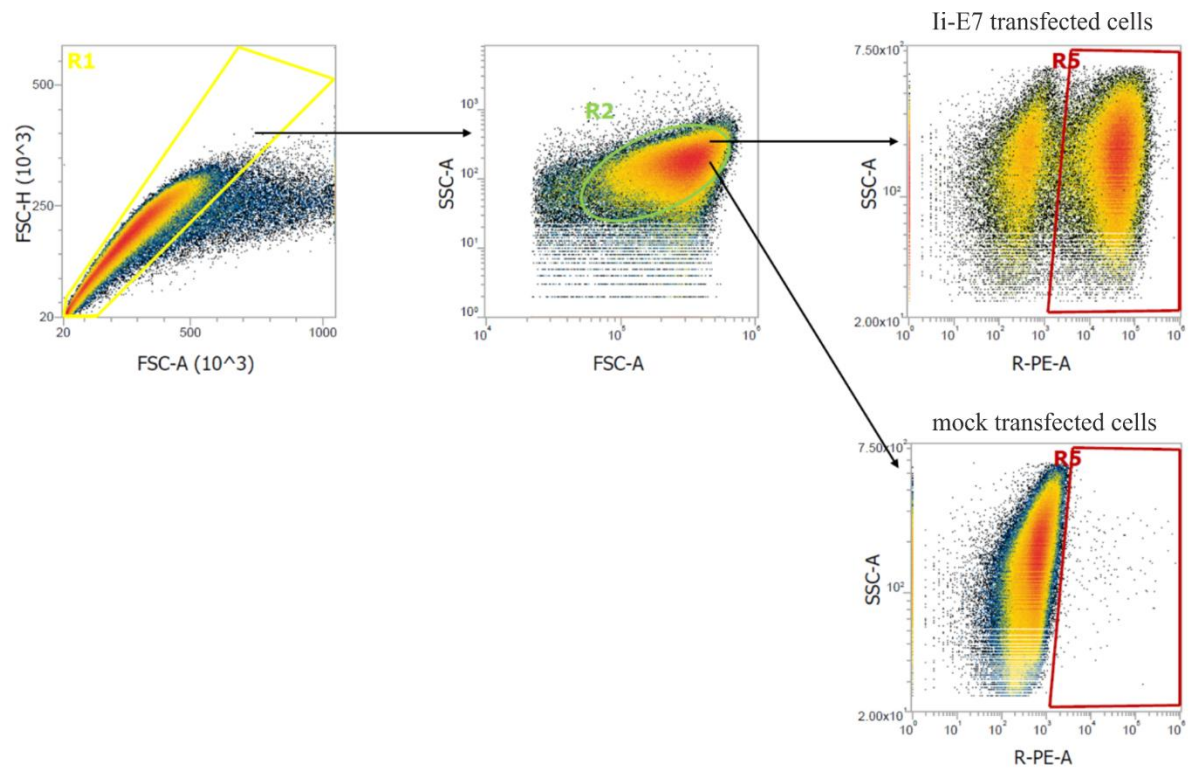 Ii-E7 transfected cells
R1
500
250
20
20
500
1000
FSC-H (10^3)
FSC-A (10^3)
R2
10³
10²
10¹
10⁰
10⁴
10⁵
10⁶
SSC-A
FSC-A
7.50x10²
R5
10²
2.00x10¹
10⁰
10¹
10²
10³
10⁴
10⁵
10⁶
SSC-A
R-PE-A
mock transfected cells
7.50x10²
R5
10²
2.00x10¹
10⁰
10¹
10²
10³
10⁴
10⁵
10⁶
SSC-A
R-PE-A